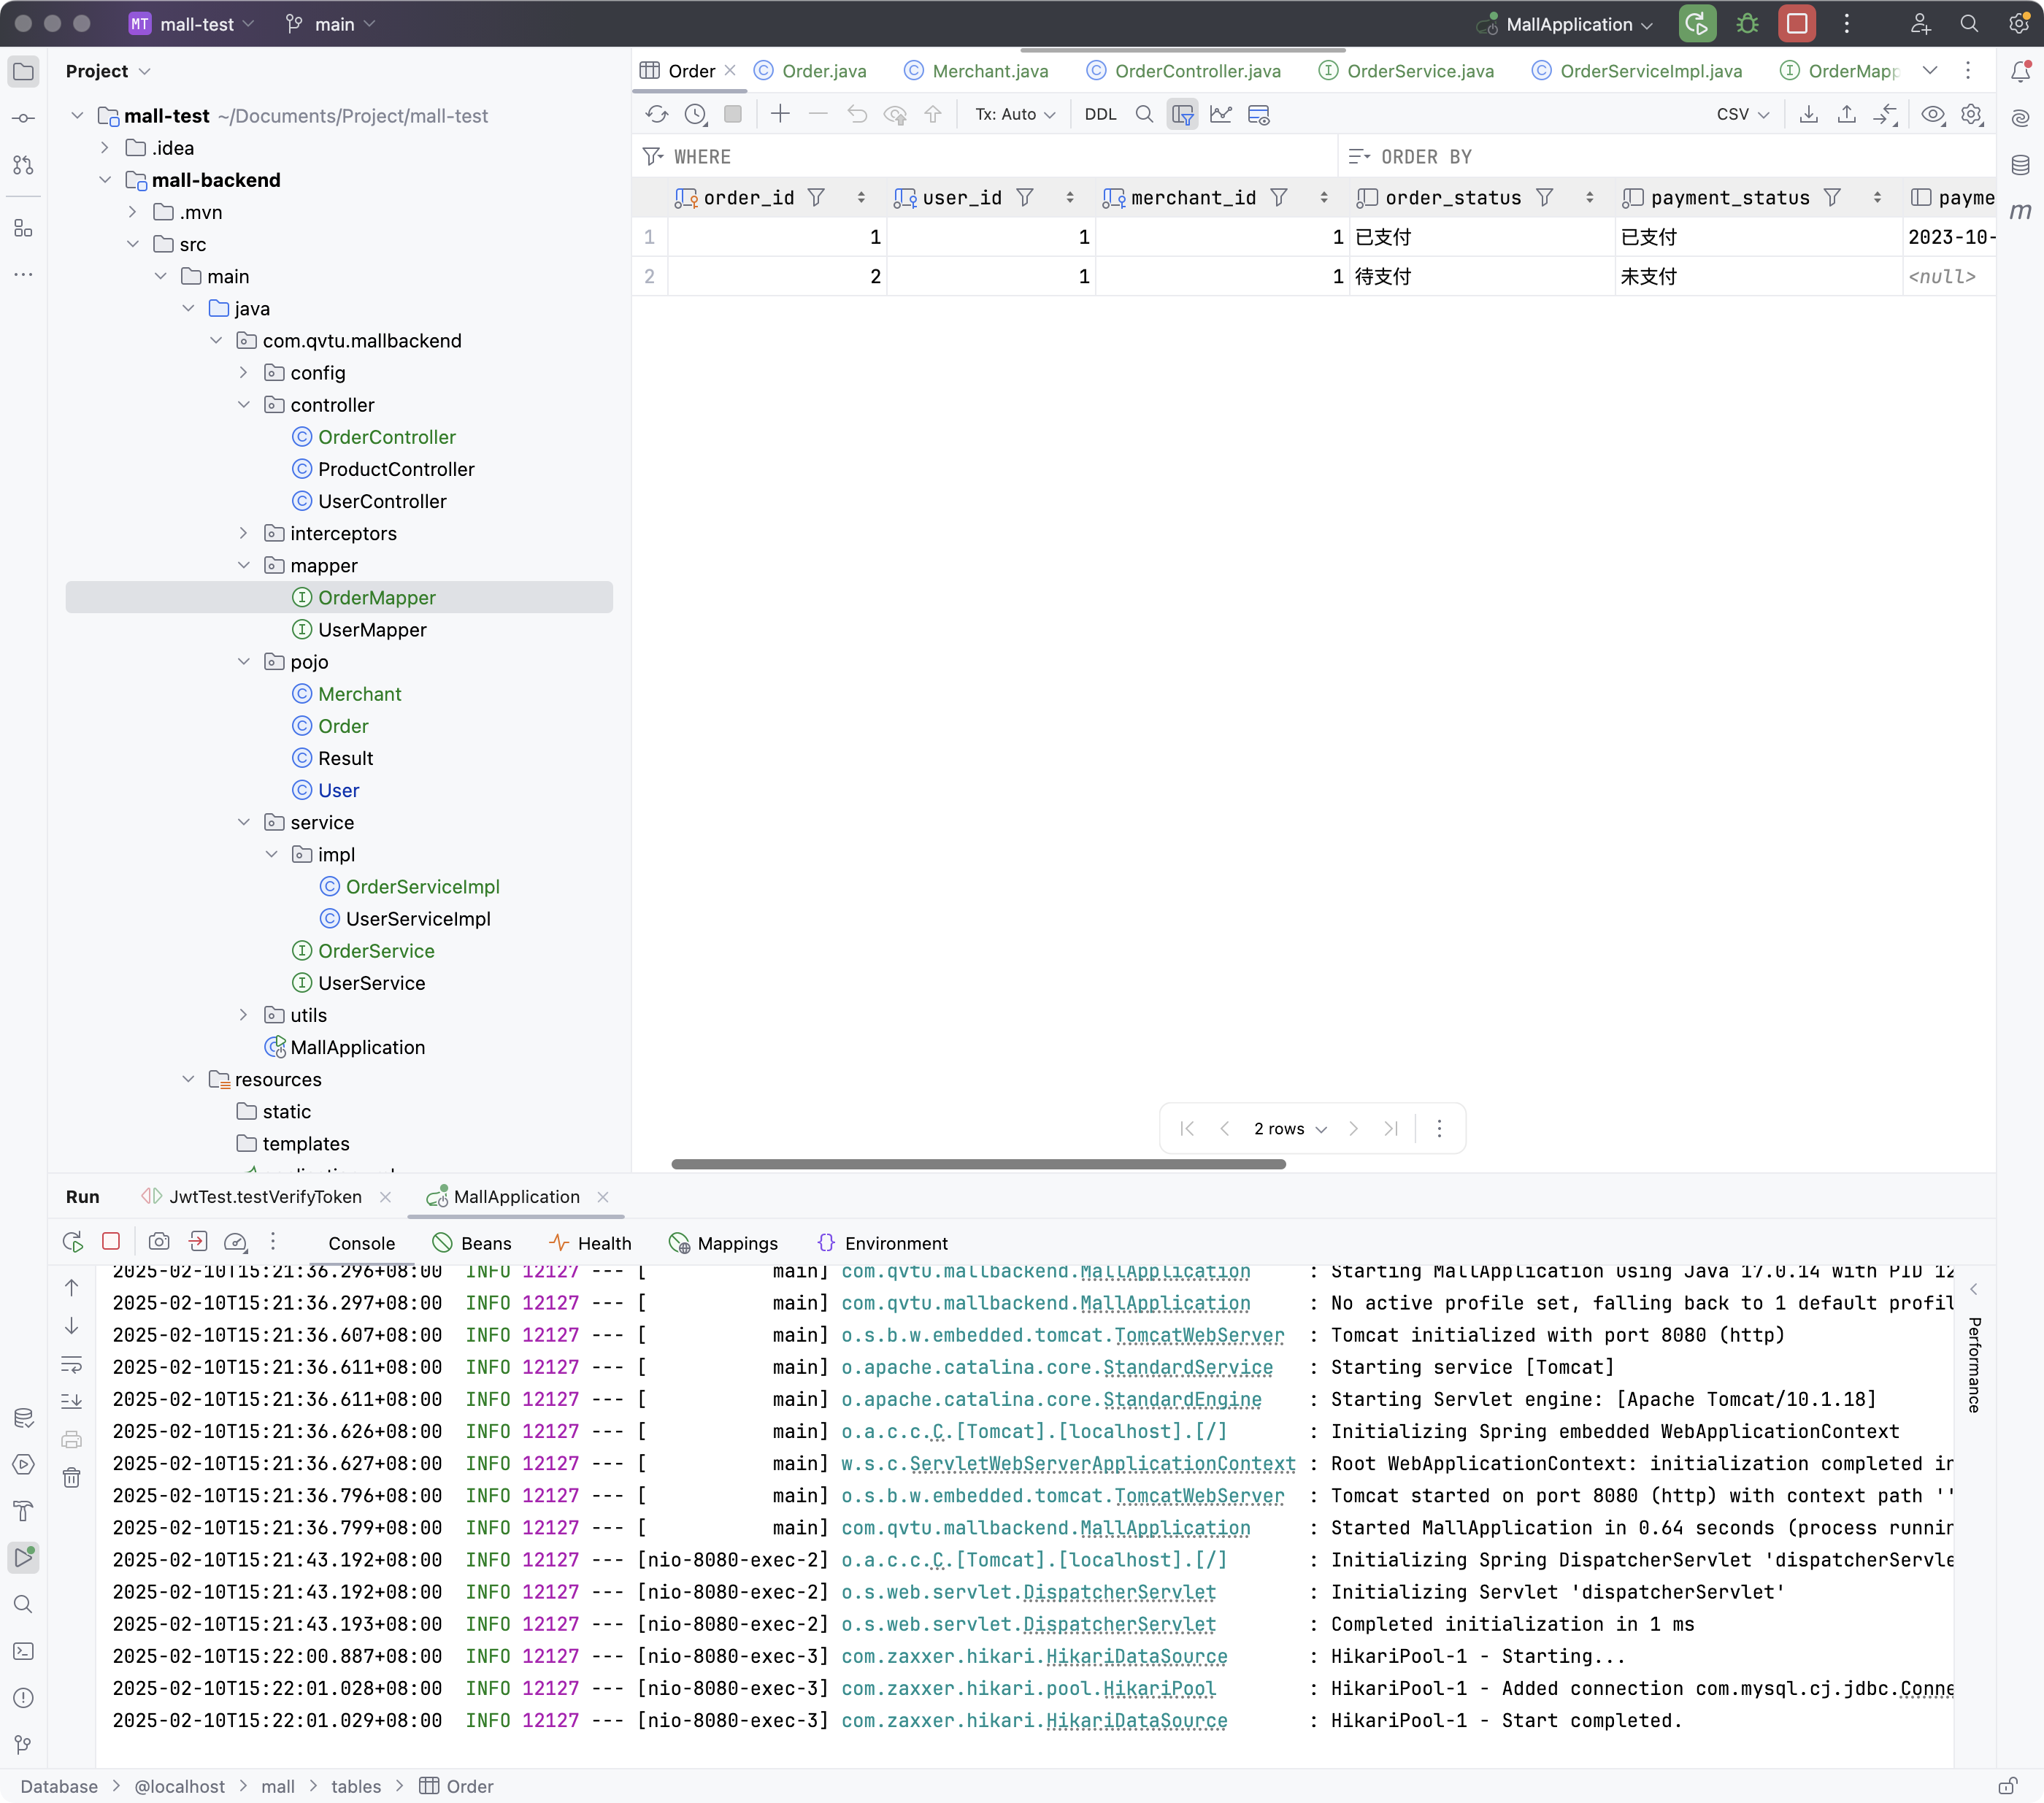 MT mall-test main MallApplication
Project
Order Order.java Merchant.java OrderController.java OrderService.java OrderServiceImpl.java OrderMapp
mall-test ~/Documents/Project/mall-test
Tx: Auto DDL CSV
.idea
WHERE ORDER BY
mall-backend
order_id user_id merchant_id order_status payment_status payme
.mvn
1 1 1 1 已支付 已支付 2023-10-
src
2 2 1 1 待支付 未支付 <null>
main
java
com.qvtu.mallbackend
config
controller
OrderController
ProductController
UserController
interceptors
mapper
OrderMapper
UserMapper
pojo
Merchant
Order
Result
User
service
impl
OrderServiceImpl
UserServiceImpl
OrderService
UserService
utils
MallApplication
resources
static
templates
2 rows
Run JwtTest.testVerifyToken MallApplication
Console Beans Health Mappings Environment
2025-02-10T15:21:36.296+08:00 INFO 12127 --- [ main] com.qvtu.mallbackend.MallApplication : Starting MallApplication using Java 17.0.14 with PID 12
2025-02-10T15:21:36.297+08:00 INFO 12127 --- [ main] com.qvtu.mallbackend.MallApplication : No active profile set, falling back to 1 default profil
2025-02-10T15:21:36.607+08:00 INFO 12127 --- [ main] o.s.b.w.embedded.tomcat.TomcatWebServer : Tomcat initialized with port 8080 (http)
2025-02-10T15:21:36.611+08:00 INFO 12127 --- [ main] o.apache.catalina.core.StandardService : Starting service [Tomcat]
2025-02-10T15:21:36.611+08:00 INFO 12127 --- [ main] o.apache.catalina.core.StandardEngine : Starting Servlet engine: [Apache Tomcat/10.1.18]
2025-02-10T15:21:36.626+08:00 INFO 12127 --- [ main] o.a.c.c.C.[Tomcat].[localhost].[/] : Initializing Spring embedded WebApplicationContext
2025-02-10T15:21:36.627+08:00 INFO 12127 --- [ main] w.s.c.ServletWebServerApplicationContext : Root WebApplicationContext: initialization completed in
2025-02-10T15:21:36.796+08:00 INFO 12127 --- [ main] o.s.b.w.embedded.tomcat.TomcatWebServer : Tomcat started on port 8080 (http) with context path ''
2025-02-10T15:21:36.799+08:00 INFO 12127 --- [ main] com.qvtu.mallbackend.MallApplication : Started MallApplication in 0.64 seconds (process runnin
2025-02-10T15:21:43.192+08:00 INFO 12127 --- [nio-8080-exec-2] o.a.c.c.C.[Tomcat].[localhost].[/] : Initializing Spring DispatcherServlet 'dispatcherServle
2025-02-10T15:21:43.192+08:00 INFO 12127 --- [nio-8080-exec-2] o.s.web.servlet.DispatcherServlet : Initializing Servlet 'dispatcherServlet'
2025-02-10T15:21:43.193+08:00 INFO 12127 --- [nio-8080-exec-2] o.s.web.servlet.DispatcherServlet : Completed initialization in 1 ms
2025-02-10T15:22:00.887+08:00 INFO 12127 --- [nio-8080-exec-3] com.zaxxer.hikari.HikariDataSource : HikariPool-1 - Starting...
2025-02-10T15:22:01.028+08:00 INFO 12127 --- [nio-8080-exec-3] com.zaxxer.hikari.pool.HikariPool : HikariPool-1 - Added connection com.mysql.cj.jdbc.Conne
2025-02-10T15:22:01.029+08:00 INFO 12127 --- [nio-8080-exec-3] com.zaxxer.hikari.HikariDataSource : HikariPool-1 - Start completed.
Performance
Database > @localhost > mall > tables > Order